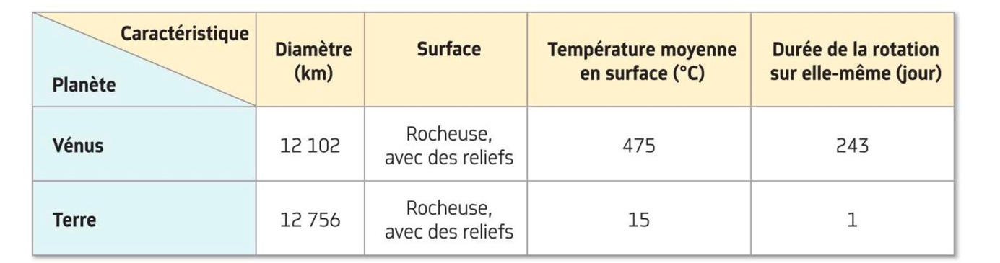 Caractéristique
Planète
Diamètre
(km)
Surface
Température moyenne
en surface (°C)
Durée de la rotation
sur elle-même (jour)
Vénus
12 102
Rocheuse,
avec des reliefs
475
243
Terre
12 756
Rocheuse,
avec des reliefs
15
1